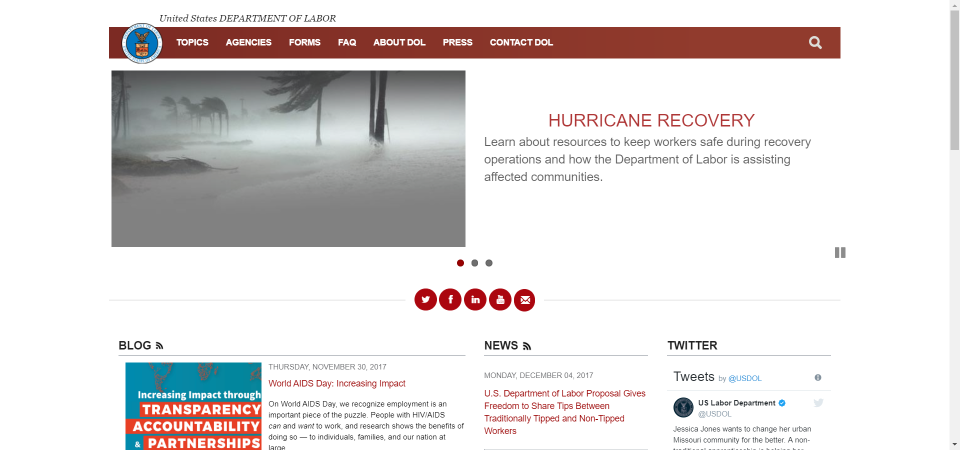 United States DEPARTMENT OF LABOR
TOPICS AGENCIES FORMS FAQ ABOUT DOL PRESS CONTACT DOL
HURRICANE RECOVERY
Learn about resources to keep workers safe during recovery
operations and how the Department of Labor is assisting
affected communities.
BLOG
THURSDAY, NOVEMBER 30, 2017
World AIDS Day: Increasing Impact
On World AIDS Day, we recognize employment is an
important piece of the puzzle. People with HIV/AIDS
can and want to work, and research shows the benefits of
doing so — to individuals, families, and our nation at
large.
Increasing Impact through
TRANSPARENCY
ACCOUNTABILITY
& PARTNERSHIPS
NEWS
MONDAY, DECEMBER 04, 2017
U.S. Department of Labor Proposal Gives
Freedom to Share Tips Between
Traditionally Tipped and Non-Tipped
Workers
TWITTER
Tweets by @USDOL
US Labor Department
@USDOL
Jessica Jones wants to change her urban
Missouri community for the better. A non-
traditional apprenticeship is helping her